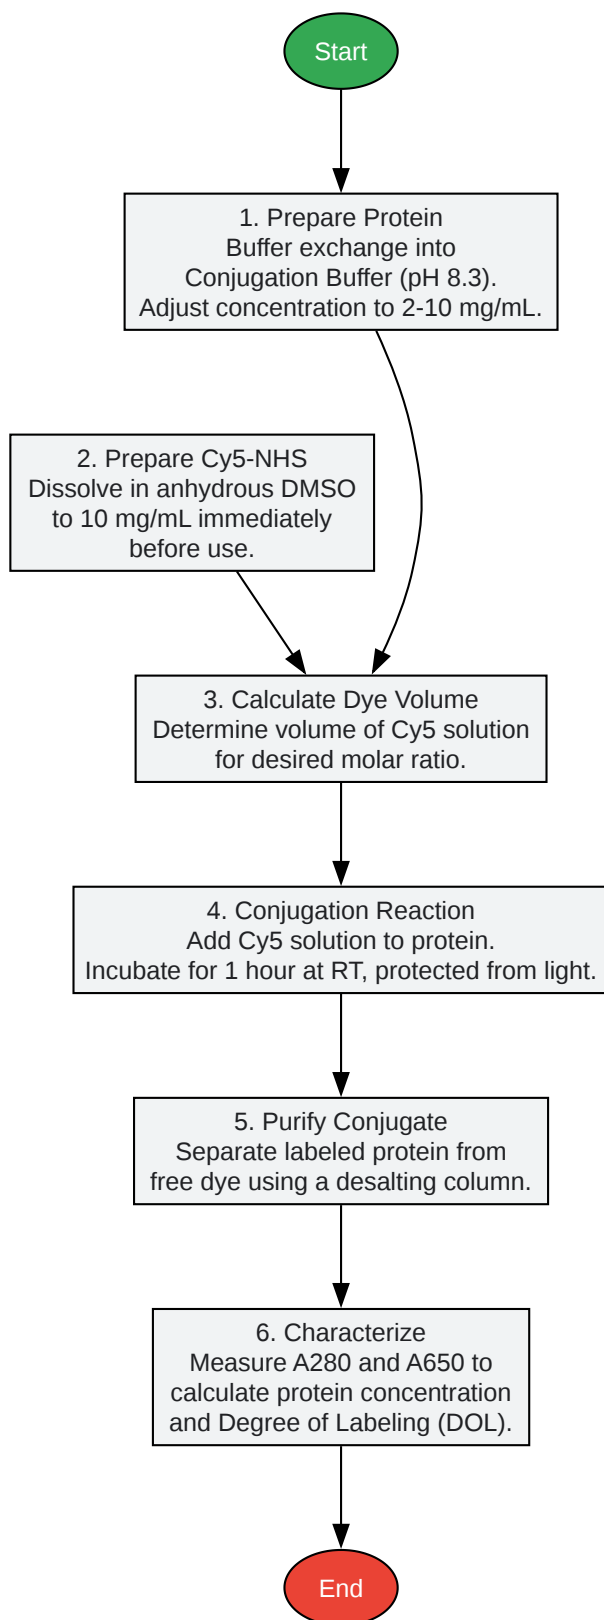 Start
1. Prepare Protein
Buffer exchange into
Conjugation Buffer (pH 8.3).
Adjust concentration to 2-10 mg/mL.
2. Prepare Cy5-NHS
Dissolve in anhydrous DMSO
to 10 mg/mL immediately
before use.
3. Calculate Dye Volume
Determine volume of Cy5 solution
for desired molar ratio.
4. Conjugation Reaction
Add Cy5 solution to protein.
Incubate for 1 hour at RT, protected from light.
5. Purify Conjugate
Separate labeled protein from
free dye using a desalting column.
6. Characterize
Measure A280 and A650 to
calculate protein concentration
and Degree of Labeling (DOL).
End